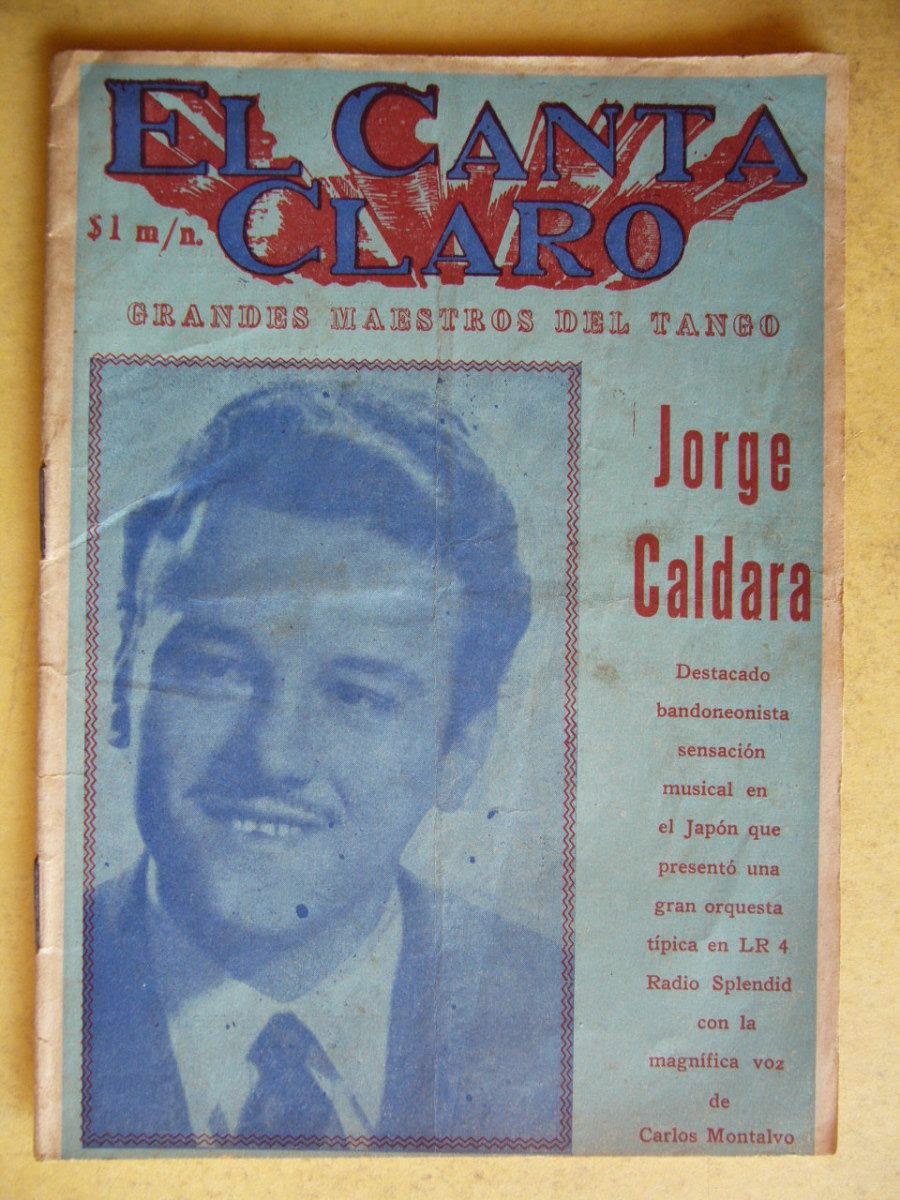 EL CANTA
CLARO
$1 m/n.
GRANDES MAESTROS DEL TANGO
Jorge
Caldara
Destacado
bandoneonista
sensación
musical en
el Japón que
presentó una
gran orquesta
típica en LR 4
Radio Splendid
con la
magnífica voz
de
Carlos Montalvo